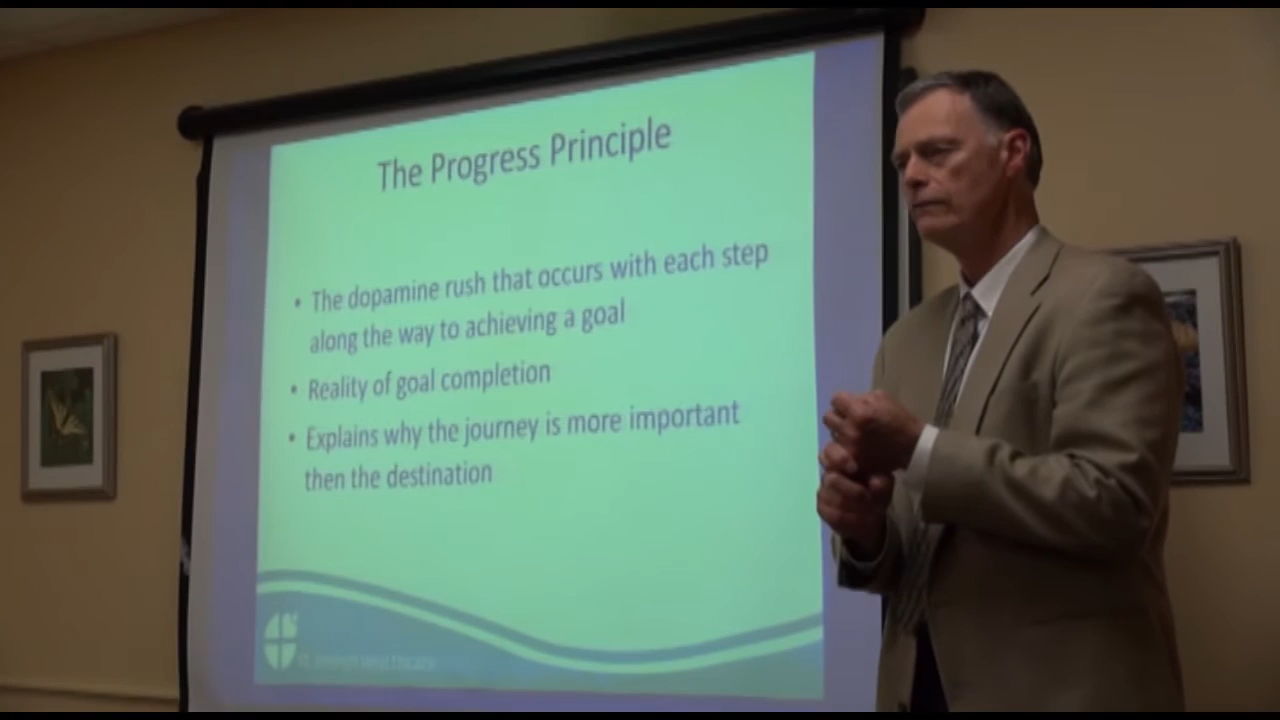 The Progress Principle
• The dopamine rush that occurs with each step
along the way to achieving a goal
• Reality of goal completion
• Explains why the journey is more important
then the destination